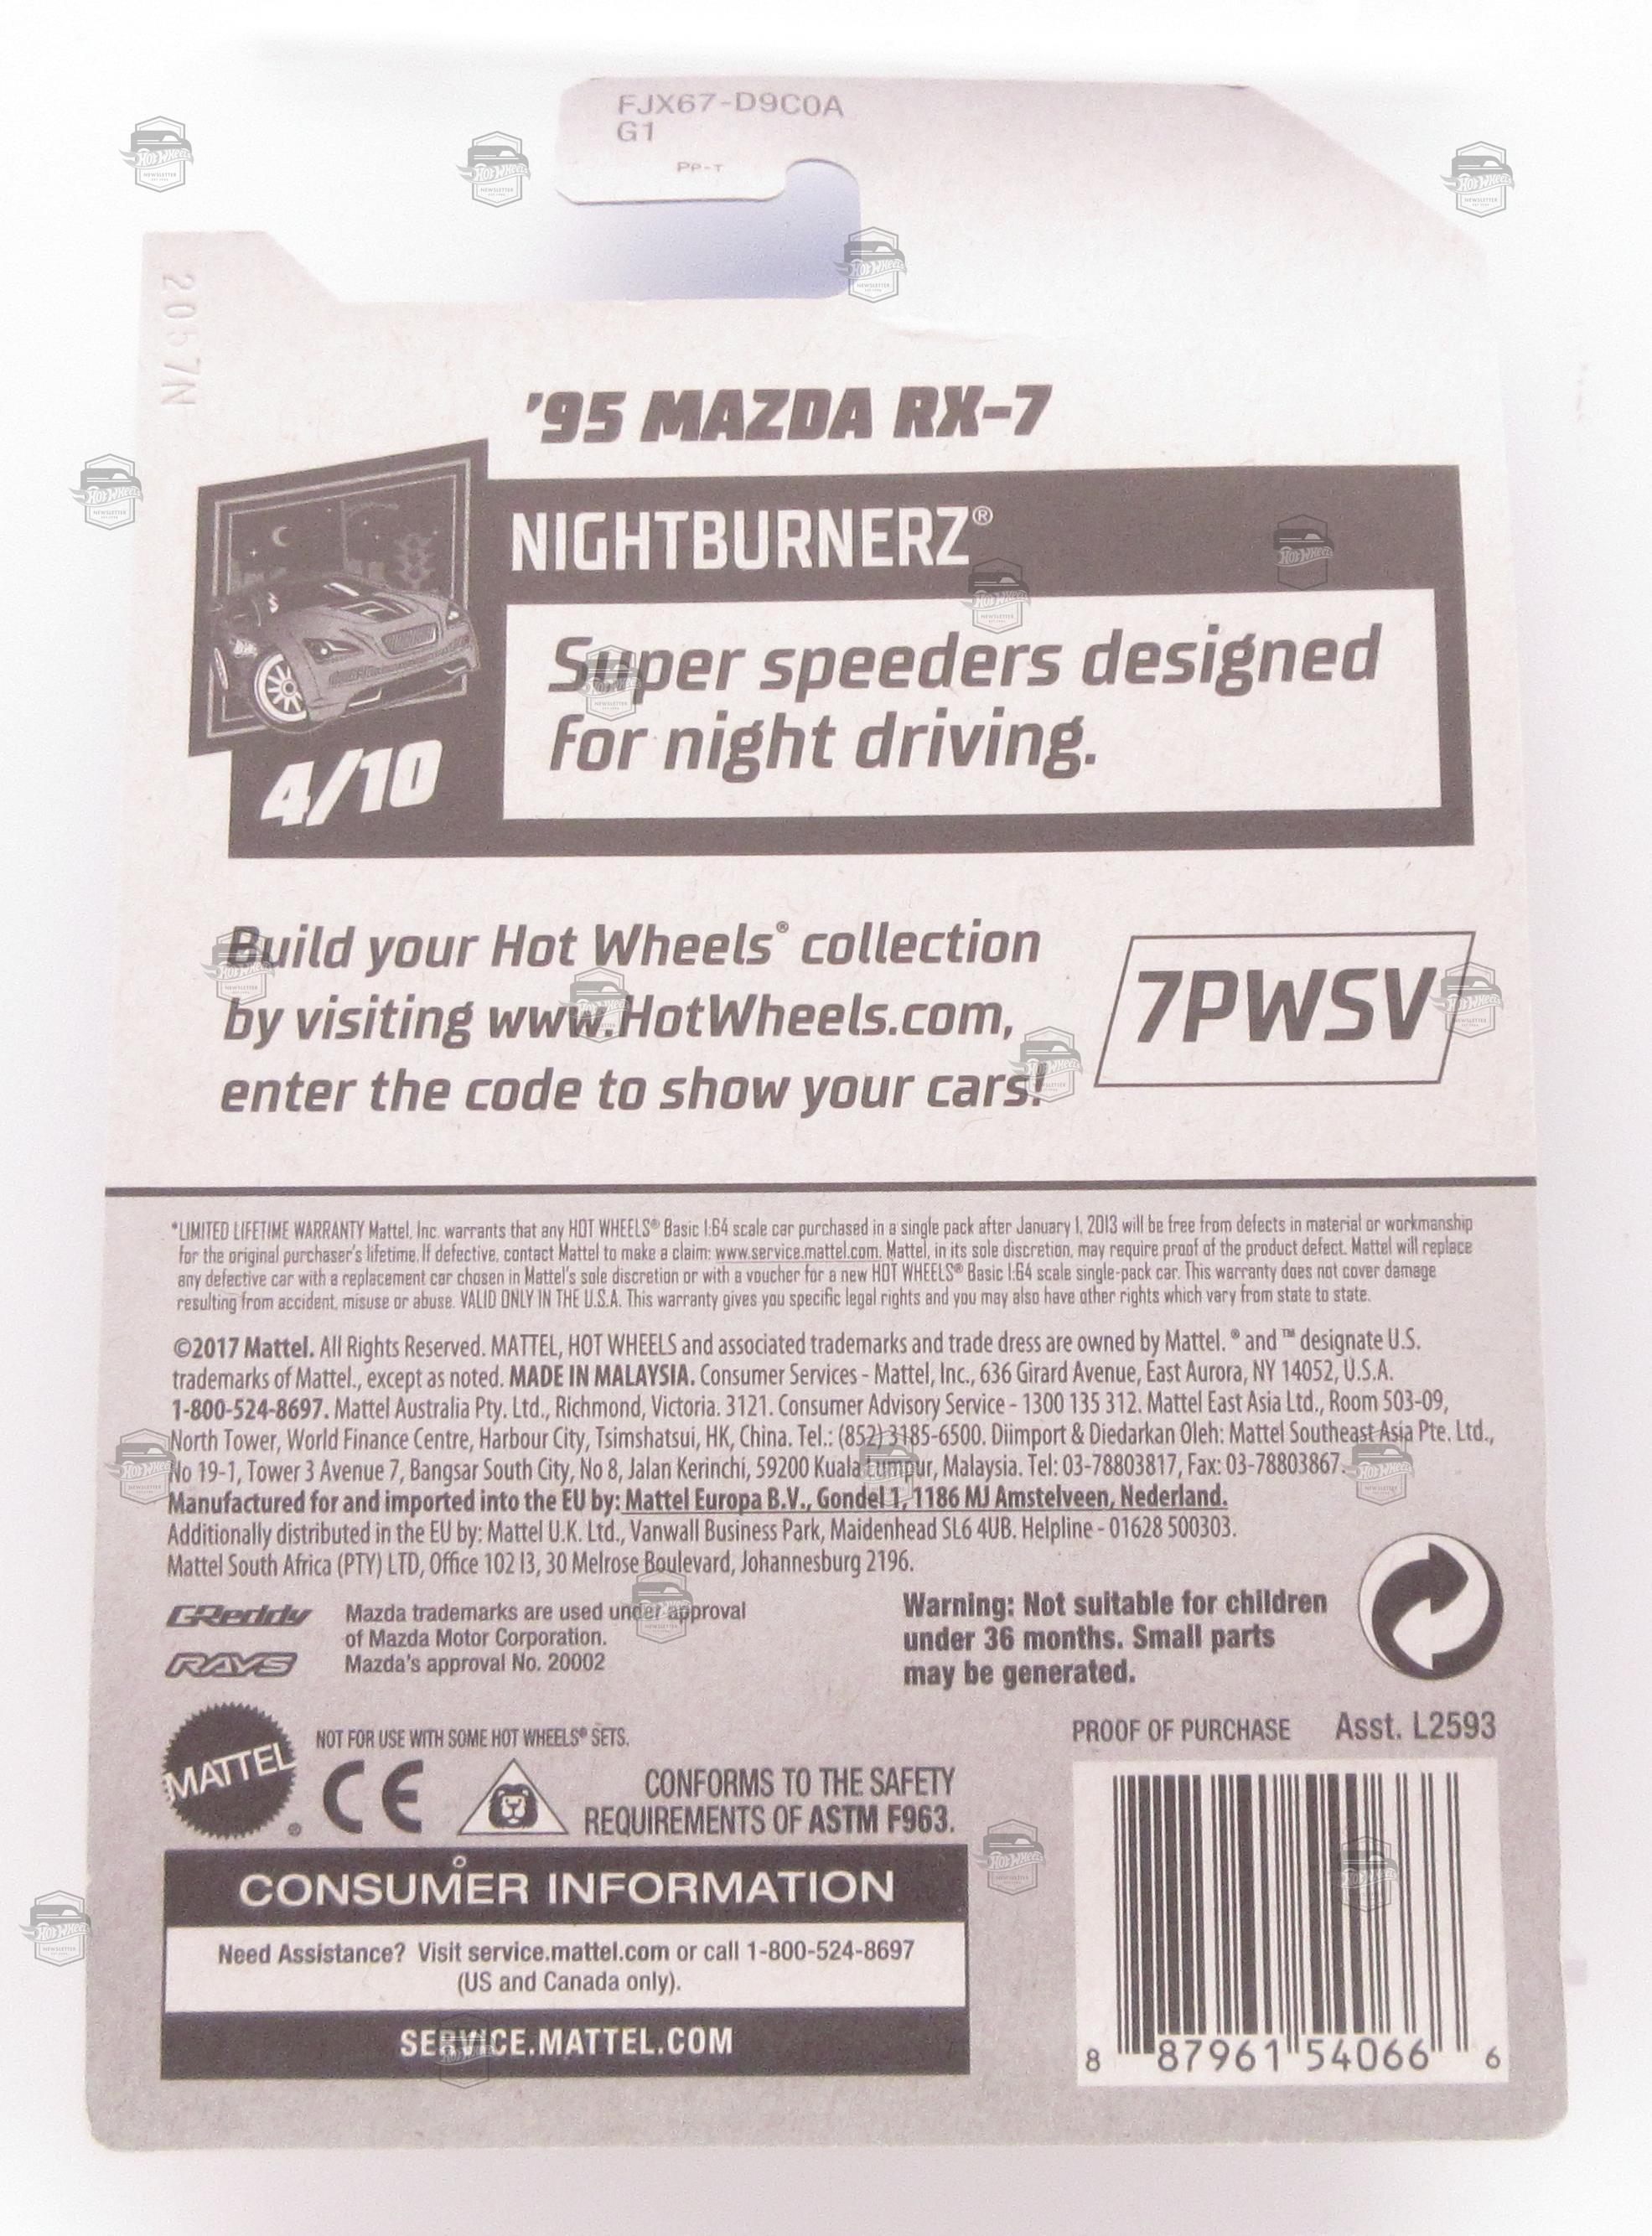 FJX67-D9C0A
G1
PP-T
2067N
'95 MAZDA RX-7
NIGHTBURNERZ®
Super speeders designed
for night driving.
4/10
Build your Hot Wheels® collection
by visiting www.HotWheels.com,
enter the code to show your cars!
7PWSV
*LIMITED LIFETIME WARRANTY Mattel, Inc. warrants that any HOT WHEELS® Basic 1:64 scale car purchased in a single pack after January 1, 2013 will be free from defects in material or workmanship
for the original purchaser's lifetime. If defective, contact Mattel to make a claim: www.service.mattel.com. Mattel, in its sole discretion, may require proof of the product defect. Mattel will replace
any defective car with a replacement car chosen in Mattel's sole discretion or with a voucher for a new HOT WHEELS® Basic 1:64 scale single-pack car. This warranty does not cover damage
resulting from accident, misuse or abuse. VALID ONLY IN THE U.S.A. This warranty gives you specific legal rights and you may also have other rights which vary from state to state.
©2017 Mattel. All Rights Reserved. MATTEL, HOT WHEELS and associated trademarks and trade dress are owned by Mattel. ® and ™ designate U.S.
trademarks of Mattel., except as noted. MADE IN MALAYSIA. Consumer Services - Mattel, Inc., 636 Girard Avenue, East Aurora, NY 14052, U.S.A.
1-800-524-8697. Mattel Australia Pty. Ltd., Richmond, Victoria. 3121. Consumer Advisory Service - 1300 135 312. Mattel East Asia Ltd., Room 503-09,
North Tower, World Finance Centre, Harbour City, Tsimshatsui, HK, China. Tel.: (852) 3185-6500. Diimport & Diedarkan Oleh: Mattel Southeast Asia Pte. Ltd.,
No 19-1, Tower 3 Avenue 7, Bangsar South City, No 8, Jalan Kerinchi, 59200 Kuala Lumpur, Malaysia. Tel: 03-78803817, Fax: 03-78803867.
Manufactured for and imported into the EU by: Mattel Europa B.V., Gondel 1, 1186 MJ Amstelveen, Nederland.
Additionally distributed in the EU by: Mattel U.K. Ltd., Vanwall Business Park, Maidenhead SL6 4UB. Helpline - 01628 500303.
Mattel South Africa (PTY) LTD, Office 102 I3, 30 Melrose Boulevard, Johannesburg 2196.
GReddy
RAYS
Mazda trademarks are used under approval
of Mazda Motor Corporation.
Mazda's approval No. 20002
Warning: Not suitable for children
under 36 months. Small parts
may be generated.
MATTEL®
NOT FOR USE WITH SOME HOT WHEELS® SETS.
CE
CONFORMS TO THE SAFETY
REQUIREMENTS OF ASTM F963.
PROOF OF PURCHASE Asst. L2593
CONSUMER INFORMATION
Need Assistance? Visit service.mattel.com or call 1-800-524-8697
(US and Canada only).
SERVICE.MATTEL.COM
8 87961 54066 6